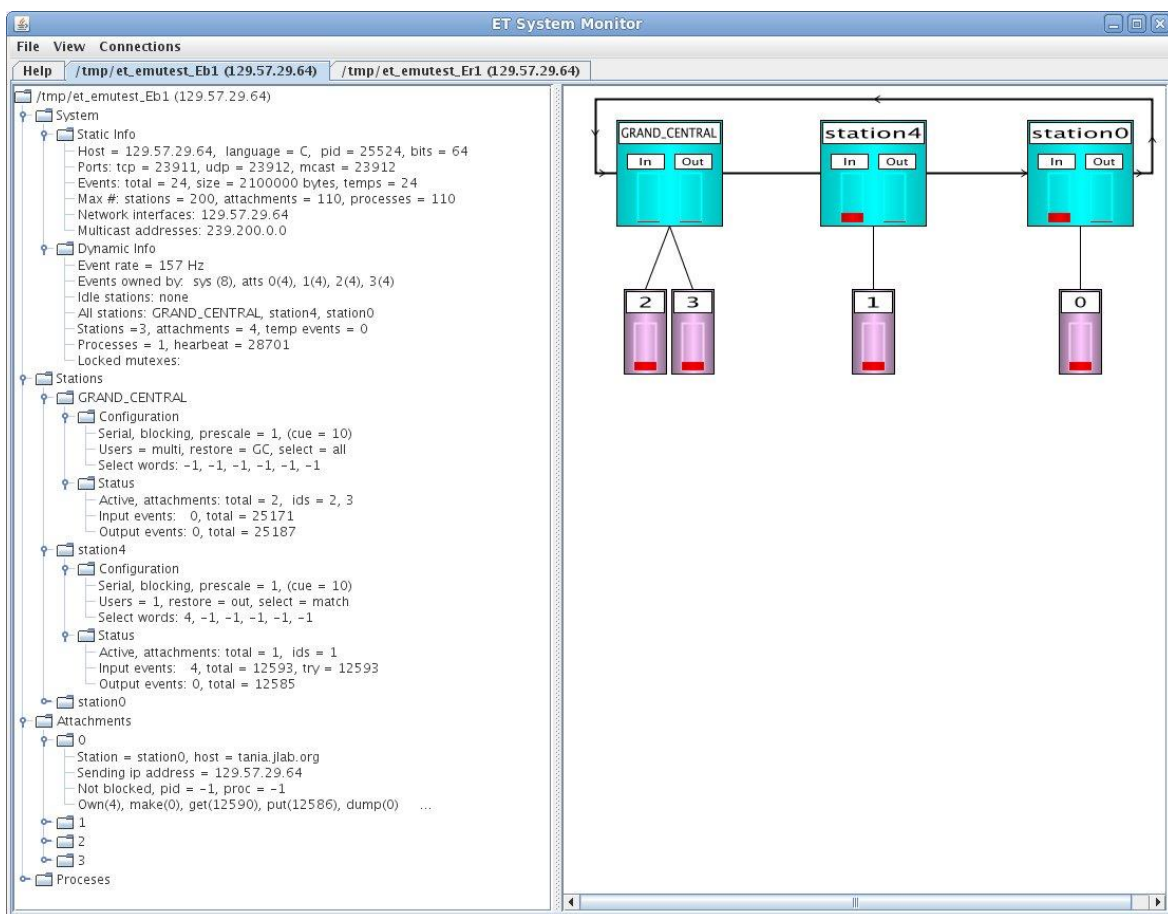 ET System Monitor
File View Connections
Help /tmp/et_emutest_Eb1 (129.57.29.64) /tmp/et_emutest_Er1 (129.57.29.64)
/tmp/et_emutest_Eb1 (129.57.29.64)
System
Static Info
Host = 129.57.29.64, language = C, pid = 25524, bits = 64
Ports: tcp = 23911, udp = 23912, mcast = 23912
Events: total = 24, size = 2100000 bytes, temps = 24
Max #: stations = 200, attachments = 110, processes = 110
Network interfaces: 129.57.29.64
Multicast addresses: 239.200.0.0
Dynamic Info
Event rate = 157 Hz
Events owned by: sys (8), atts 0(4), 1(4), 2(4), 3(4)
Idle stations: none
All stations: GRAND_CENTRAL, station4, station0
Stations =3, attachments = 4, temp events = 0
Processes = 1, hearbeat = 28701
Locked mutexes:
Stations
GRAND_CENTRAL
Configuration
Serial, blocking, prescale = 1, (cue = 10)
Users = multi, restore = GC, select = all
Select words: -1, -1, -1, -1, -1, -1
Status
Active, attachments: total = 2, ids = 2, 3
Input events: 0, total = 25171
Output events: 0, total = 25187
station4
Configuration
Serial, blocking, prescale = 1, (cue = 10)
Users = 1, restore = out, select = match
Select words: 4, -1, -1, -1, -1, -1
Status
Active, attachments: total = 1, ids = 1
Input events: 4, total = 12593, try = 12593
Output events: 0, total = 12585
station0
Attachments
0
Station = station0, host = tania.jlab.org
Sending ip address = 129.57.29.64
Not blocked, pid = -1, proc = -1
Own(4), make(0), get(12590), put(12586), dump(0) ...
1
2
3
Proceses
GRAND_CENTRAL station4 station0
In Out In Out In Out
2 3 1 0